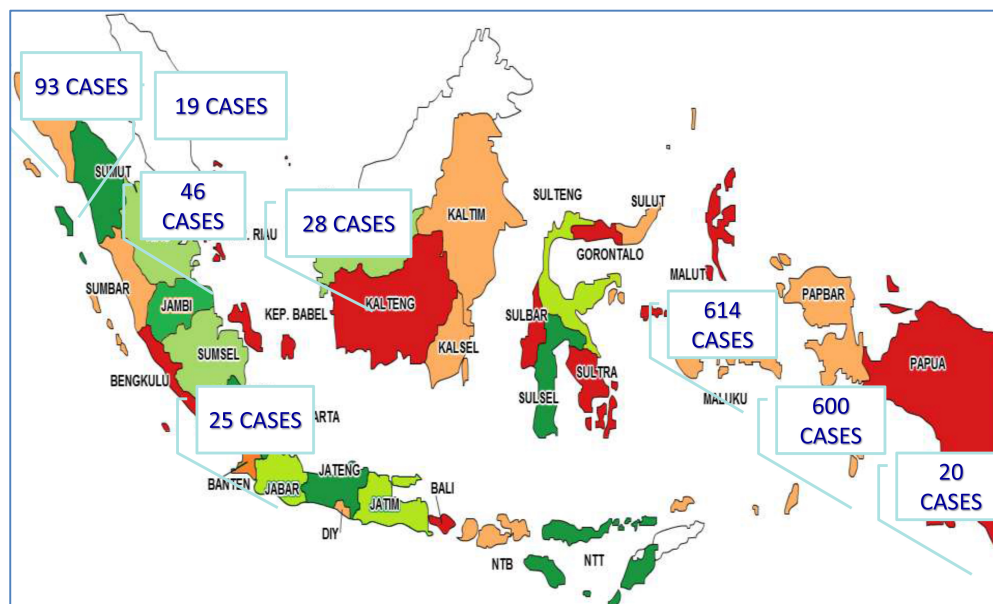 93 CASES
19 CASES
SUMUT
46
CASES
28 CASES
KALTIM
SULTENG
SULUT
RIAU
GORONTALO
MALUT
SUMBAR
JAMBI
KEP. BABEL
KALTENG
SULBAR
614
CASES
PAPBAR
SUMSEL
KALSEL
BENGKULU
SULTRA
PAPUA
SULSEL
MALUKU
25 CASES
ARTA
600
CASES
BANTEN
JABAR
JATENG
JATIM
BALI
20
CASES
DIY
NTB
NTT